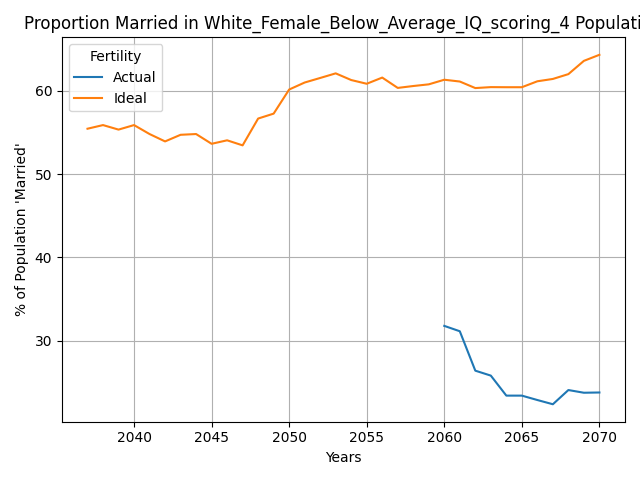 Proportion Married in White_Female_Below_Average_IQ_scoring_4 Populati
Fertility
Actual
Ideal
% of Population 'Married'
60
50
40
30
2040 2045 2050 2055 2060 2065 2070
Years